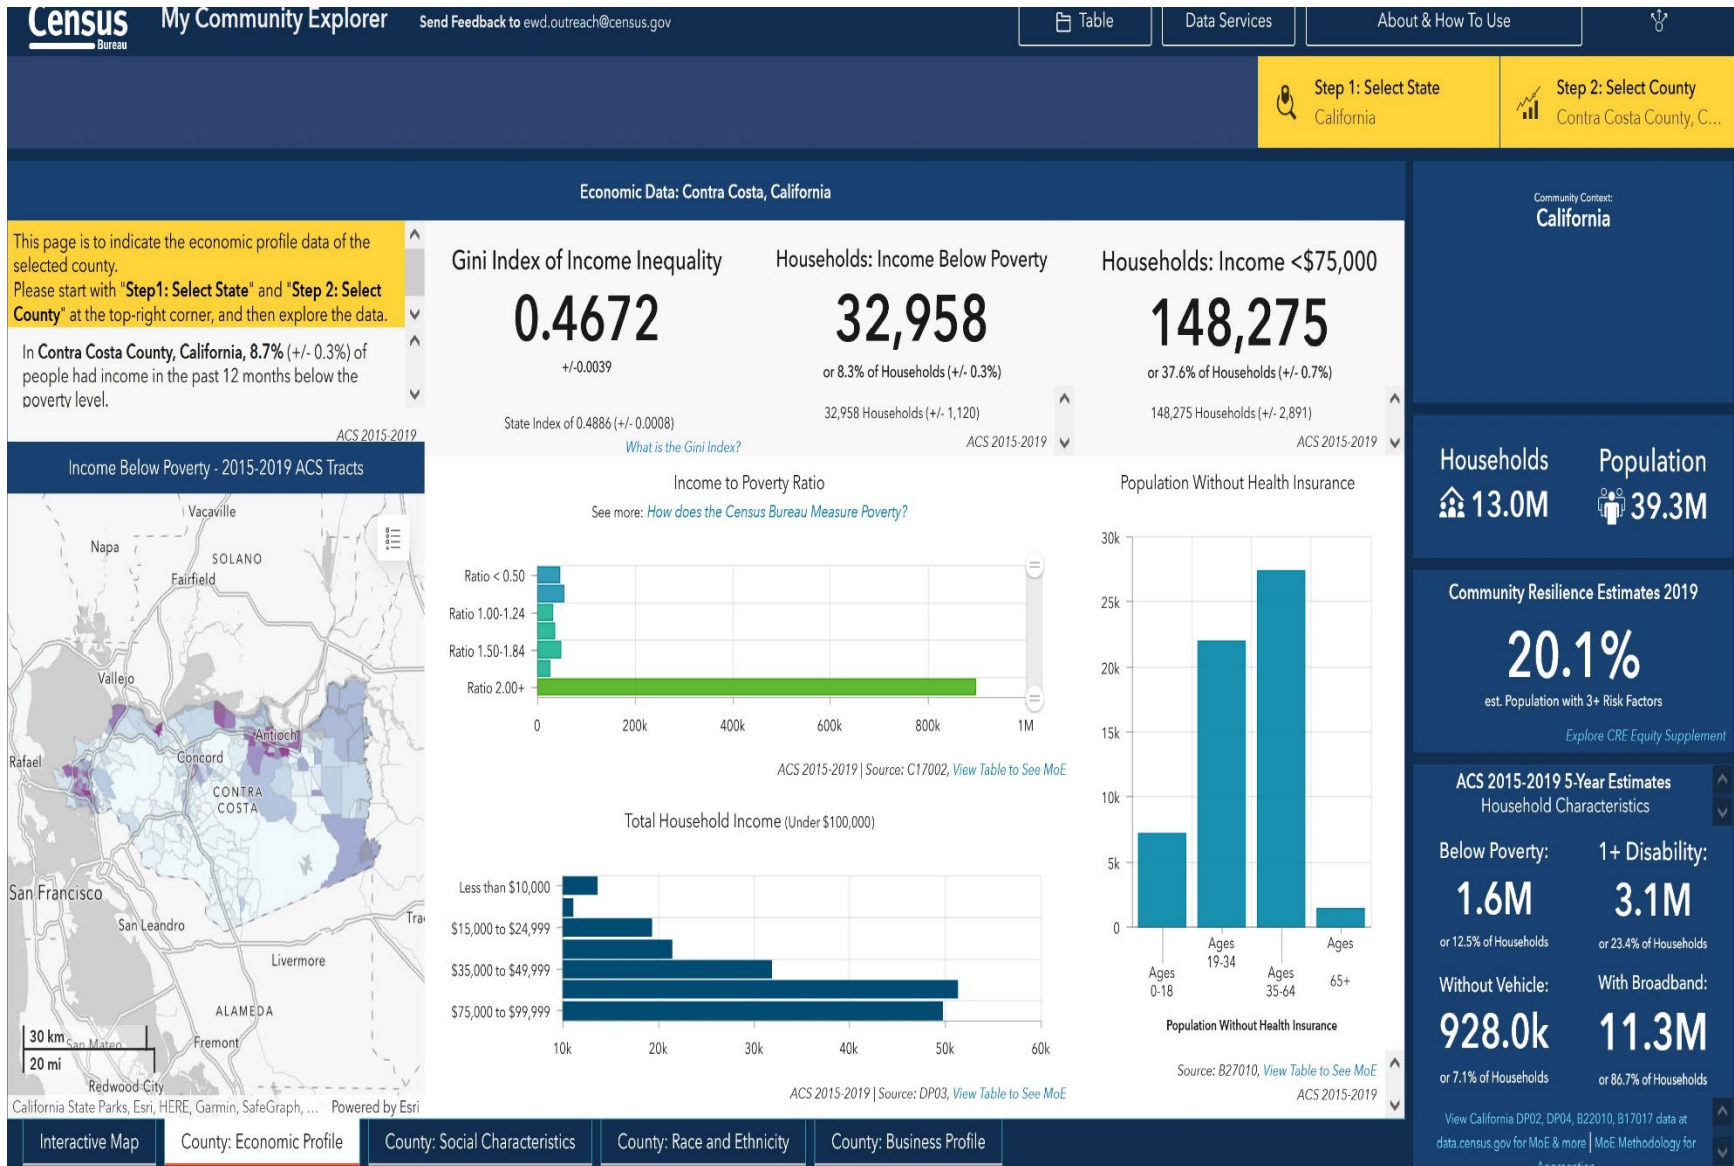 Census
Bureau
My Community Explorer
Send Feedback to ewd.outreach@census.gov
Table
Data Services
About & How To Use
Step 1: Select State
California
Step 2: Select County
Contra Costa County, C...
Economic Data: Contra Costa, California
This page is to indicate the economic profile data of the
selected county.
Please start with "Step1: Select State" and "Step 2: Select
County" at the top-right corner, and then explore the data.
In Contra Costa County, California, 8.7% (+/- 0.3%) of
people had income in the past 12 months below the
poverty level.
ACS 2015-2019
Gini Index of Income Inequality
0.4672
+/-0.0039
State Index of 0.4886 (+/- 0.0008)
What is the Gini Index?
Households: Income Below Poverty
32,958
or 8.3% of Households (+/- 0.3%)
32,958 Households (+/- 1,120)
ACS 2015-2019
Households: Income <$75,000
148,275
or 37.6% of Households (+/- 0.7%)
148,275 Households (+/- 2,891)
ACS 2015-2019
Income Below Poverty - 2015-2019 ACS Tracts
Vacaville
Napa
SOLANO
Fairfield
Vallejo
Antioch
Rafael
Concord
CONTRA
COSTA
San Francisco
San Leandro
Tra
Livermore
ALAMEDA
30 km
San Mateo
Fremont
20 mi
Redwood City
California State Parks, Esri, HERE, Garmin, SafeGraph, ...
Powered by Esri
Income to Poverty Ratio
See more: How does the Census Bureau Measure Poverty?
Ratio < 0.50
Ratio 1.00-1.24
Ratio 1.50-1.84
Ratio 2.00+
0 200k 400k 600k 800k 1M
ACS 2015-2019 | Source: C17002, View Table to See MoE
Total Household Income (Under $100,000)
Less than $10,000
$15,000 to $24,999
$35,000 to $49,999
$75,000 to $99,999
10k 20k 30k 40k 50k 60k
ACS 2015-2019 | Source: DP03, View Table to See MoE
Population Without Health Insurance
30k
25k
20k
15k
10k
5k
0
Ages
0-18
Ages
19-34
Ages
35-64
Ages
65+
Population Without Health Insurance
Source: B27010, View Table to See MoE
ACS 2015-2019
Community Context:
California
Households
13.0M
Population
39.3M
Community Resilience Estimates 2019
20.1%
est. Population with 3+ Risk Factors
Explore CRE Equity Supplement
ACS 2015-2019 5-Year Estimates
Household Characteristics
Below Poverty:
1.6M
or 12.5% of Households
1+ Disability:
3.1M
or 23.4% of Households
Without Vehicle:
928.0k
or 7.1% of Households
With Broadband:
11.3M
or 86.7% of Households
View California DP02, DP04, B22010, B17017 data at
data.census.gov for MoE & more | MoE Methodology for
Interactive Map
County: Economic Profile
County: Social Characteristics
County: Race and Ethnicity
County: Business Profile